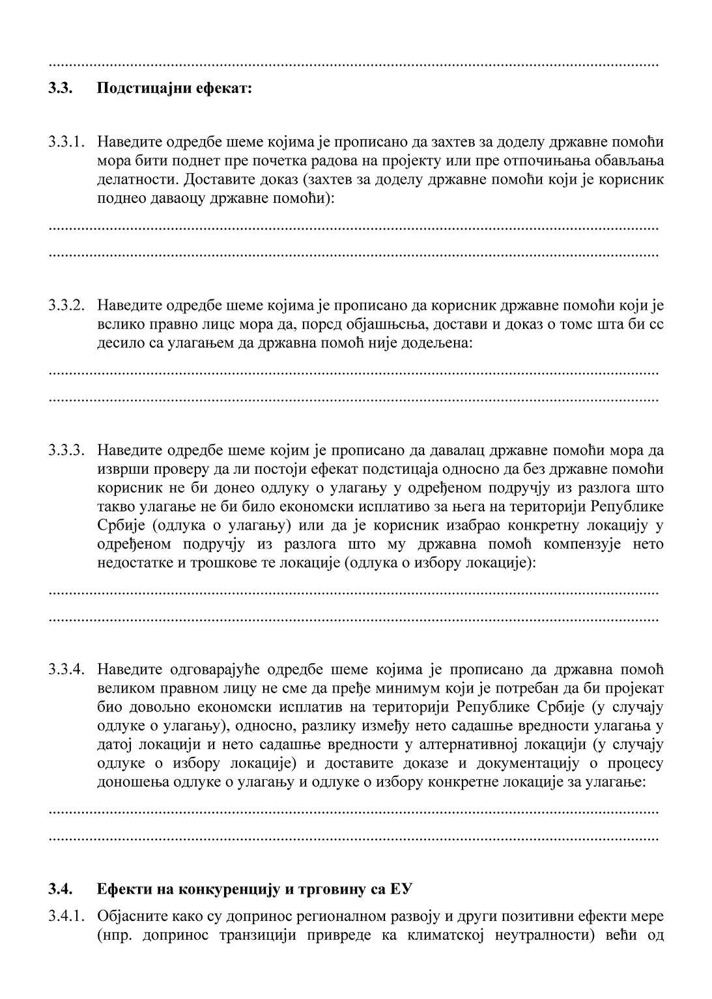 ................................................................................................................................................
3.3. Подстицајни ефекат:
3.3.1. Наведите одредбе шеме којима је прописано да захтев за доделу државне помоћи
мора бити поднет пре почетка радова на пројекту или пре отпочињања обављања
делатности. Доставите доказ (захтев за доделу државне помоћи који је корисник
поднео даваоцу државне помоћи):
................................................................................................................................................
................................................................................................................................................
3.3.2. Наведите одредбе шеме којима је прописано да корисник државне помоћи који је
велико правно лице мора да, поред објашњења, достави и доказ о томе шта би се
десило са улагањем да државна помоћ није додељена:
................................................................................................................................................
................................................................................................................................................
3.3.3. Наведите одредбе шеме којим је прописано да давалац државне помоћи мора да
изврши проверу да ли постоји ефекат подстицаја односно да без државне помоћи
корисник не би донео одлуку о улагању у одређеном подручју из разлога што
такво улагање не би било економски исплативо за њега на територији Републике
Србије (одлука о улагању) или да је корисник изабрао конкретну локацију у
одређеном подручју из разлога што му државна помоћ компензује нето
недостатке и трошкове те локације (одлука о избору локације):
................................................................................................................................................
................................................................................................................................................
3.3.4. Наведите одговарајуће одредбе шеме којима је прописано да државна помоћ
великом правном лицу не сме да пређе минимум који је потребан да би пројекат
био довољно економски исплатив на територији Републике Србије (у случају
одлуке о улагању), односно, разлику између нето садашње вредности улагања у
датој локацији и нето садашње вредности у алтернативној локацији (у случају
одлуке о избору локације) и доставите доказе и документацију о процесу
доношења одлуке о улагању и одлуке о избору конкретне локације за улагање:
................................................................................................................................................
................................................................................................................................................
3.4. Ефекти на конкуренцију и трговину са ЕУ
3.4.1. Објасните како су допринос регионалном развоју и други позитивни ефекти мере
(нпр. допринос транзицији привреде ка климатској неутралности) већи од